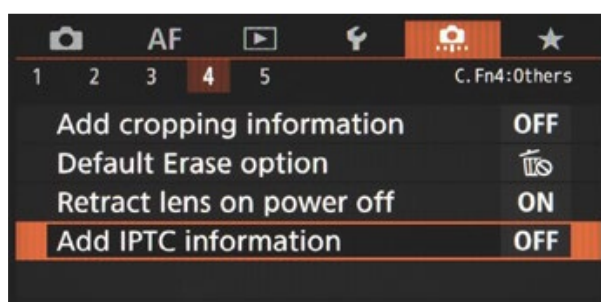 AF
1 2 3 4 5 C.Fn4:Others
Add cropping information OFF
Default Erase option
Retract lens on power off ON
Add IPTC information OFF